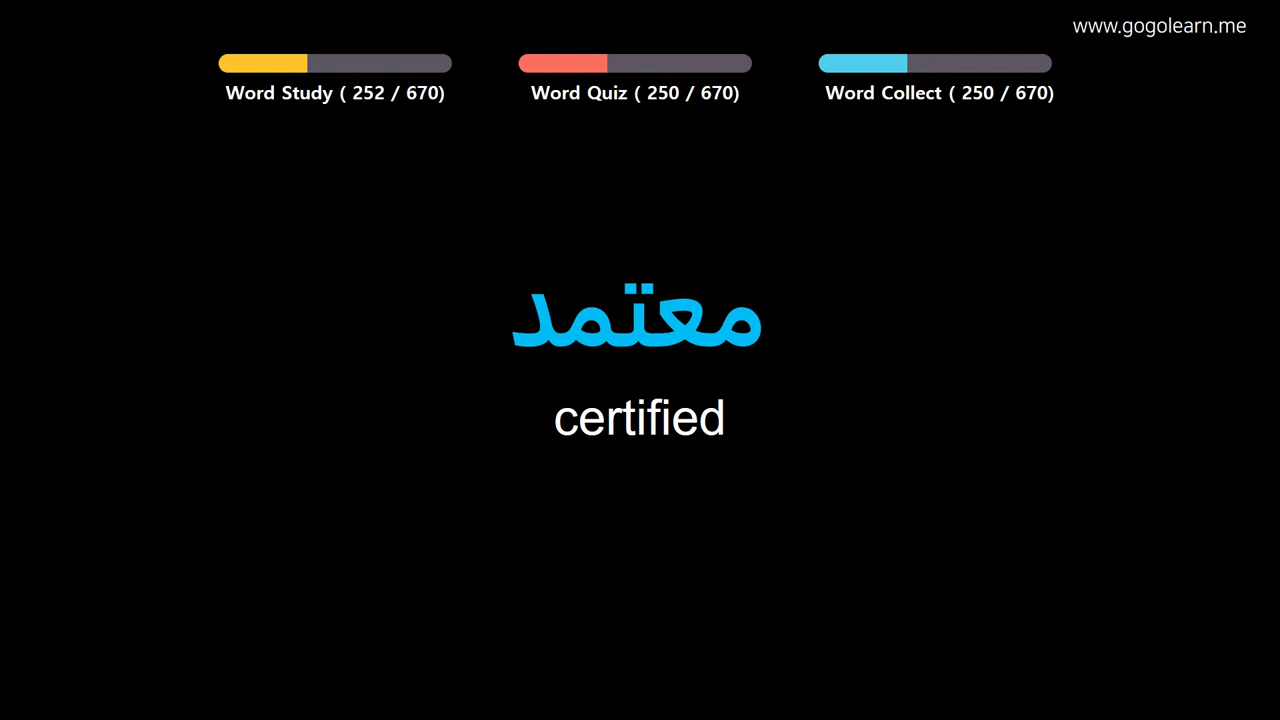 www.gogolearn.me
Word Study ( 252 / 670)
Word Quiz ( 250 / 670)
Word Collect ( 250 / 670)
معتمد
certified